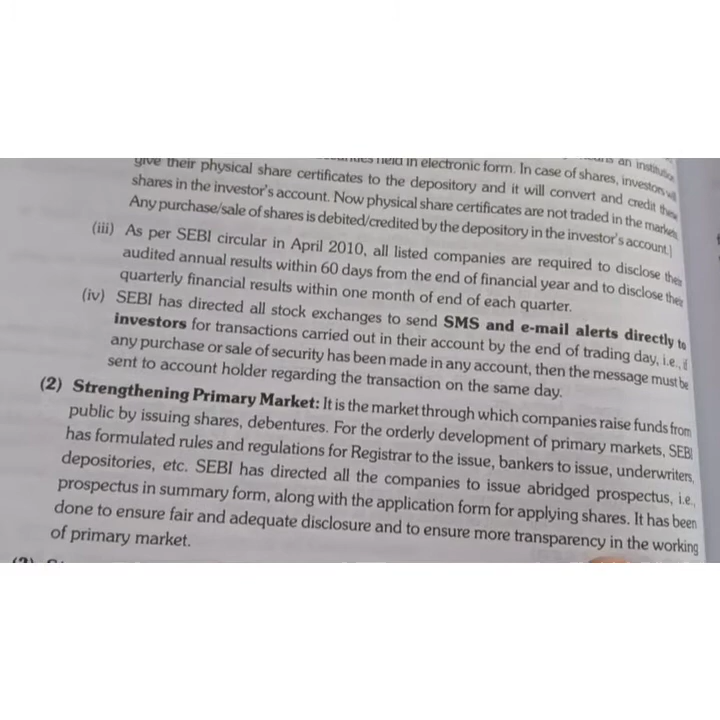 held in electronic form. In case of shares, investors will
give their physical share certificates to the depository and it will convert and credit these
shares in the investor's account. Now physical share certificates are not traded in the market.
Any purchase/sale of shares is debited/credited by the depository in the investor's account.]
(iii) As per SEBI circular in April 2010, all listed companies are required to disclose their
audited annual results within 60 days from the end of financial year and to disclose their
quarterly financial results within one month of end of each quarter.
(iv) SEBI has directed all stock exchanges to send SMS and e-mail alerts directly to
investors for transactions carried out in their account by the end of trading day, i.e., if
any purchase or sale of security has been made in any account, then the message must be
sent to account holder regarding the transaction on the same day.
(2) Strengthening Primary Market: It is the market through which companies raise funds from
public by issuing shares, debentures. For the orderly development of primary markets, SEBI
has formulated rules and regulations for Registrar to the issue, bankers to issue, underwriters,
depositories, etc. SEBI has directed all the companies to issue abridged prospectus, i.e.,
prospectus in summary form, along with the application form for applying shares. It has been
done to ensure fair and adequate disclosure and to ensure more transparency in the working
of primary market.